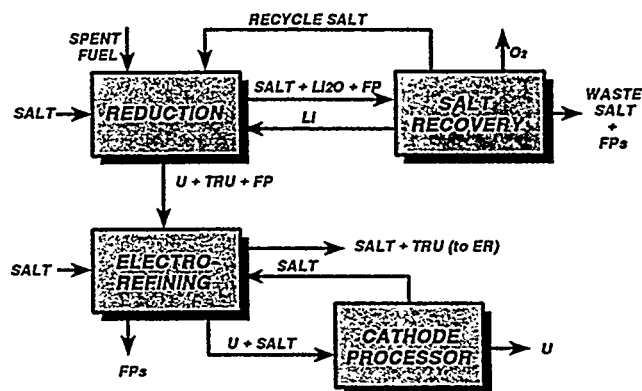 RECYCLE SALT
SPENT
FUEL
O2
SALT
REDUCTION
SALT + LI2O + FP
LI
SALT
RECOVERY
WASTE
SALT
+
FPs
U + TRU + FP
SALT
ELECTRO-
REFINING
SALT + TRU (to ER)
SALT
FPs
U + SALT
CATHODE
PROCESSOR
U